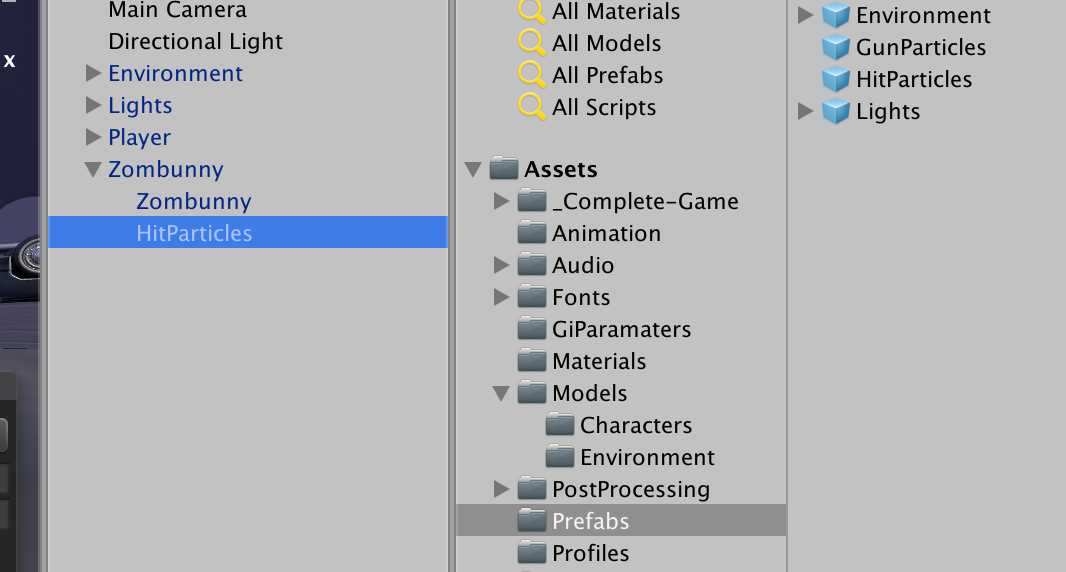 x
Main Camera
Directional Light
Environment
Lights
Player
Zombunny
Zombunny
HitParticles
All Materials
All Models
All Prefabs
All Scripts
Assets
_Complete-Game
Animation
Audio
Fonts
GiParamaters
Materials
Models
Characters
Environment
PostProcessing
Prefabs
Profiles
Environment
GunParticles
HitParticles
Lights